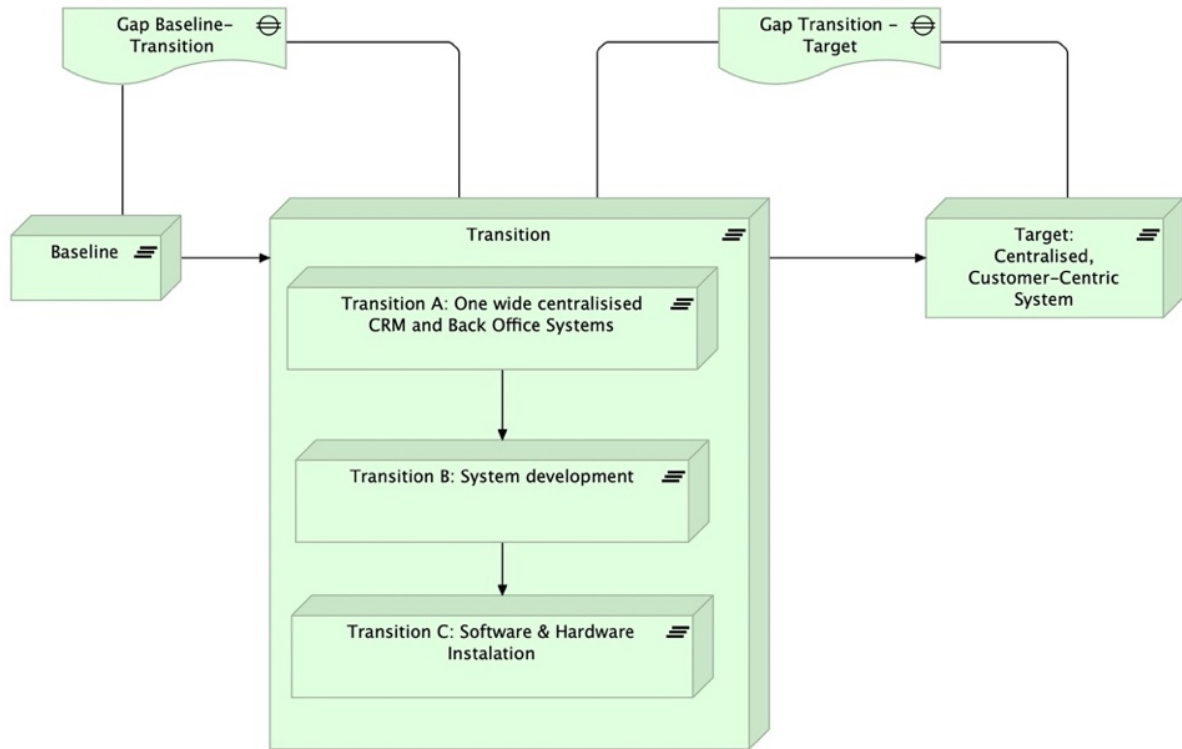 Gap Baseline-
Transition
Gap Transition -
Target
Baseline
Transition
Target:
Centralised,
Customer-Centric
System
Transition A: One wide centralisised
CRM and Back Office Systems
Transition B: System development
Transition C: Software & Hardware
Instalation